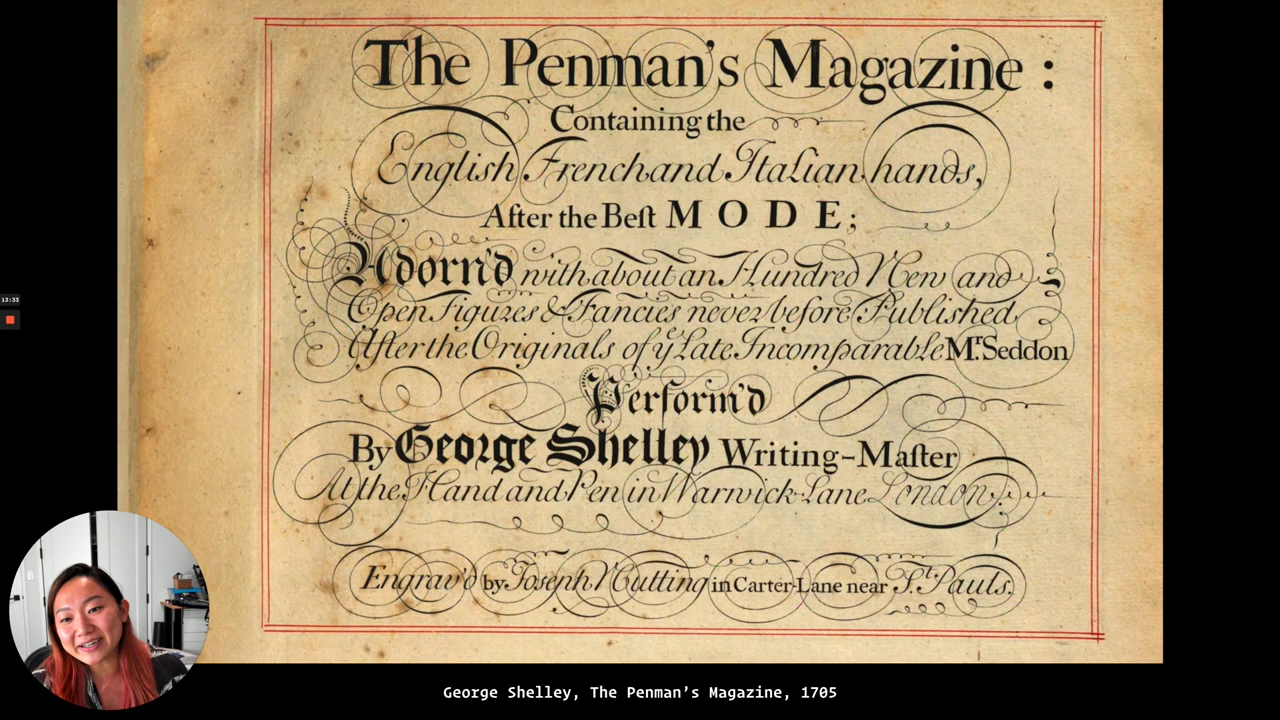 The Penman's Magazine :
Containing the
English French and Italian hands,
After the Beſt MODE;
Adorn'd with about an Hundred New and
Open Figures & Fancies never before Published
After the Originals of yͤ Late Incomparable Mͬ. Seddon
Perform'd
By George Shelley Writing-Maſter
At the Hand and Pen in Warwick-Lane London.
13:33
Engrav'd by Joseph Nutting in Carter-Lane near Sͭ. Pauls.
George Shelley, The Penman’s Magazine, 1705